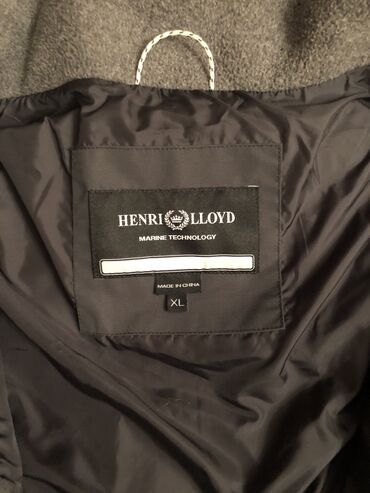 HENRI LLOYD
MARINE TECHNOLOGY
MADE IN CHINA
XL